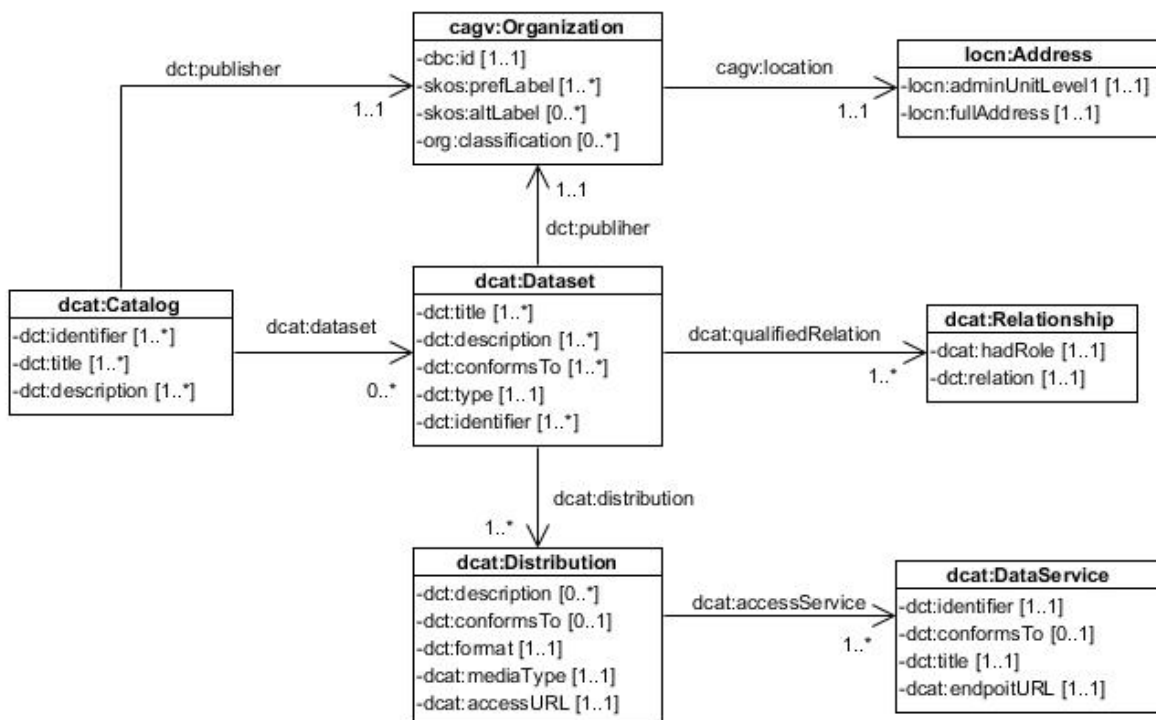 cagv:Organization
-cbc:id [1..1]
-skos:prefLabel [1..*]
-skos:altLabel [0..*]
-org:classification [0..*]
locn:Address
-locn:adminUnitLevel1 [1..1]
-locn:fullAddress [1..1]
dct:publisher
1..1
cagv:location
1..1
1..1
dct:publiher
dcat:Catalog
-dct:identifier [1..*]
-dct:title [1..*]
-dct:description [1..*]
dcat:dataset
0..*
dcat:Dataset
-dct:title [1..*]
-dct:description [1..*]
-dct:conformsTo [1..*]
-dct:type [1..1]
-dct:identifier [1..*]
dcat:qualifiedRelation
1..*
dcat:Relationship
-dcat:hadRole [1..1]
-dct:relation [1..1]
dcat:distribution
1..*
dcat:Distribution
-dct:description [0..*]
-dct:conformsTo [0..1]
-dct:format [1..1]
-dcat:mediaType [1..1]
-dcat:accessURL [1..1]
dcat:accessService
1..*
dcat:DataService
-dct:identifier [1..1]
-dct:conformsTo [0..1]
-dct:title [1..1]
-dcat:endpoitURL [1..1]